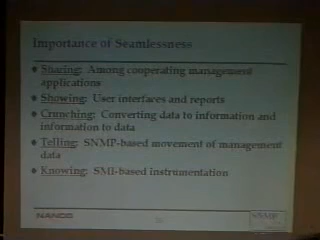 Importance of Seamlessness
Sharing: Among cooperating management
applications
Showing: User interfaces and reports
Crunching: Converting data to information and
information to data
Telling: SNMP-based movement of management
data
Knowing: SMI-based instrumentation
NANOG
SNMP